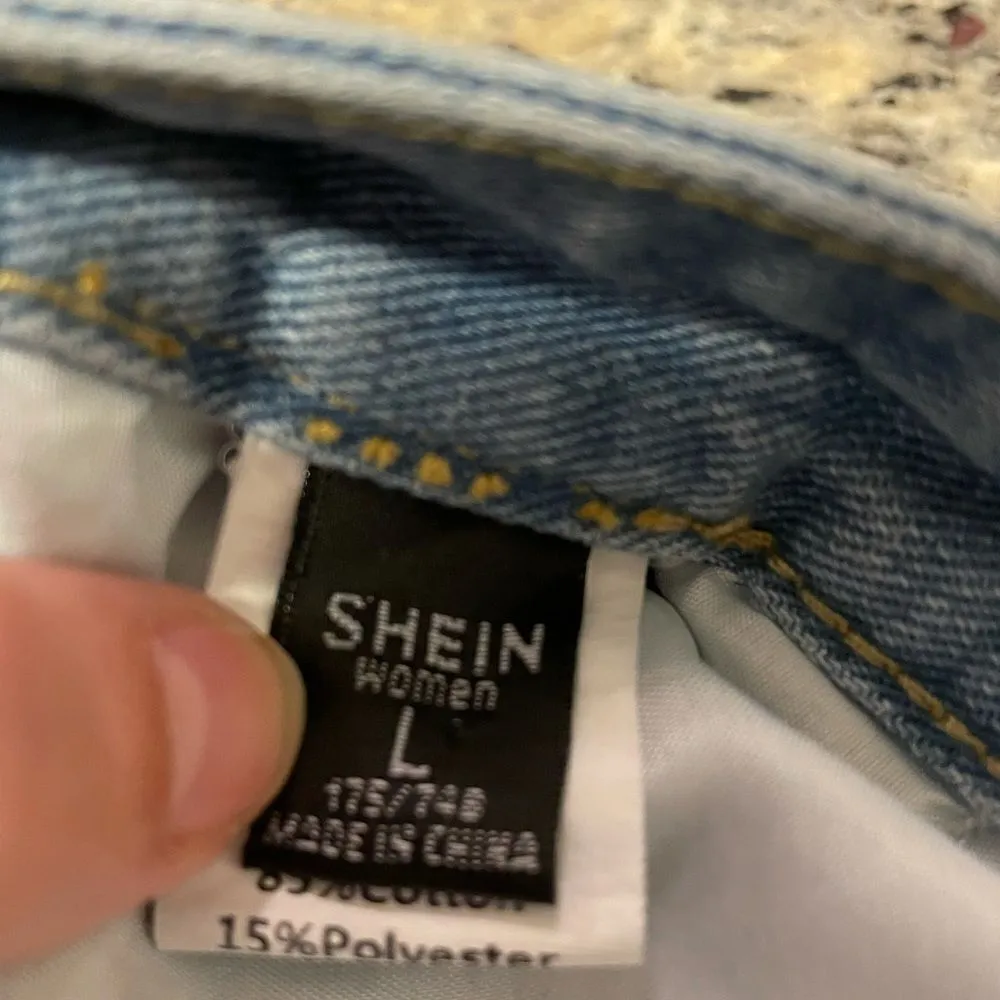 SHEIN
Women
L
175/74B
MADE IN CHINA
85%Cotton
15%Polyester